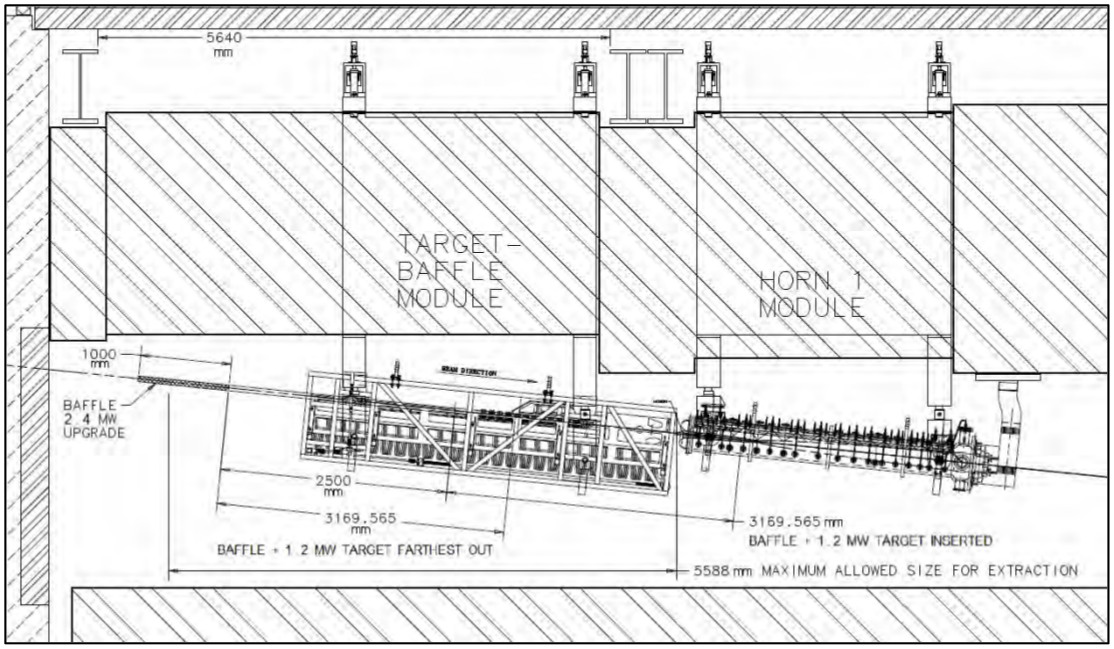 5640
mm
TARGET-
BAFFLE
MODULE
HORN 1
MODULE
1000
mm
BEAM DIRECTION
BAFFLE
2.4 MW
UPGRADE
2500
mm
3169.565
mm
3169.565 mm
BAFFLE + 1.2 MW TARGET INSERTED
BAFFLE + 1.2 MW TARGET FARTHEST OUT
5588 mm MAXIMUM ALLOWED SIZE FOR EXTRACTION